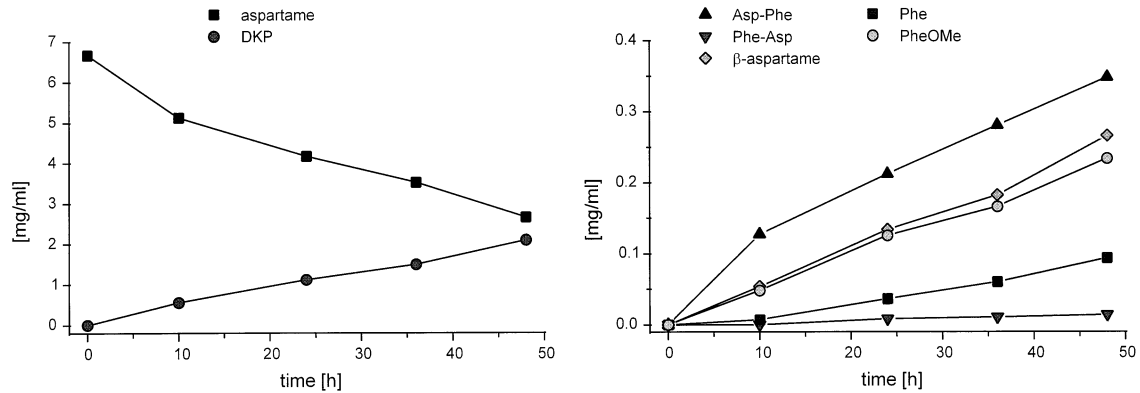 aspartame
DKP
7
6
5
4
3
2
1
0
[mg/ml]
0 10 20 30 40 50
time [h]
Asp-Phe Phe
Phe-Asp PheOMe
β-aspartame
0.4
0.3
0.2
0.1
0.0
[mg/ml]
0 10 20 30 40 50
time [h]